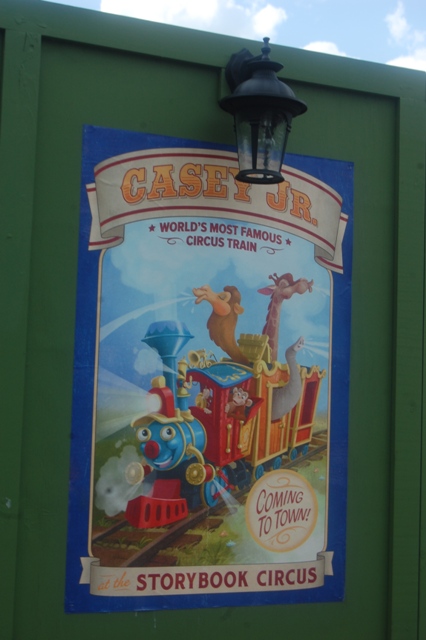 CASEY JR.
★ WORLD'S MOST FAMOUS ★
CIRCUS TRAIN
COMING
TO TOWN!
at the STORYBOOK CIRCUS